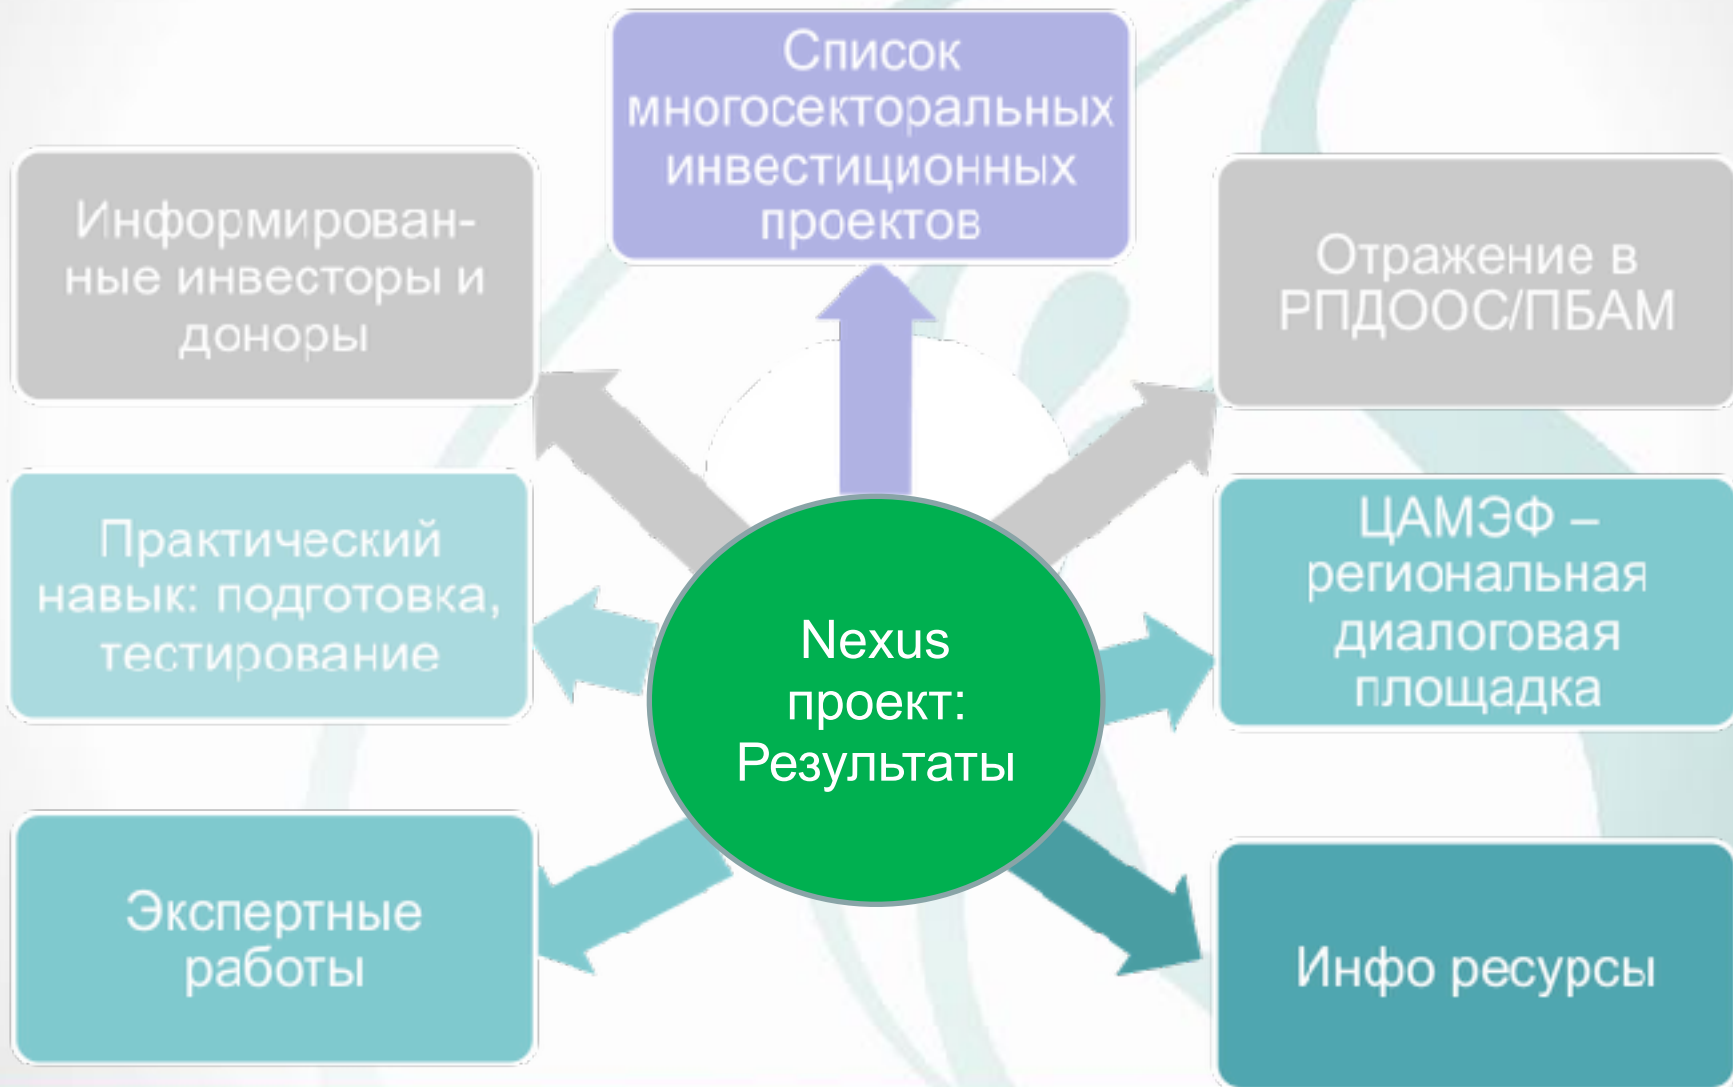 Список
многосекторальных
инвестиционных
проектов
Информирован-
ные инвесторы и
доноры
Отражение в
РПДООС/ПБАМ
Практический
навык: подготовка,
тестирование
ЦАМЭФ –
региональная
диалоговая
площадка
Nexus
проект:
Результаты
Экспертные
работы
Инфо ресурсы